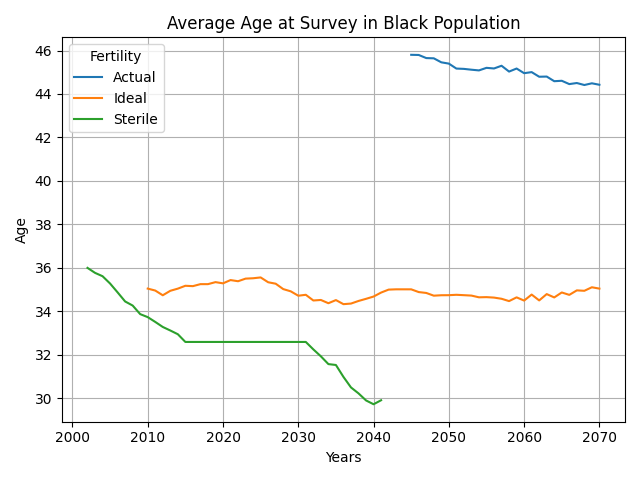 Average Age at Survey in Black Population
Fertility
Actual
Ideal
Sterile
46
44
42
40
38
36
34
32
30
Age
2000 2010 2020 2030 2040 2050 2060 2070
Years